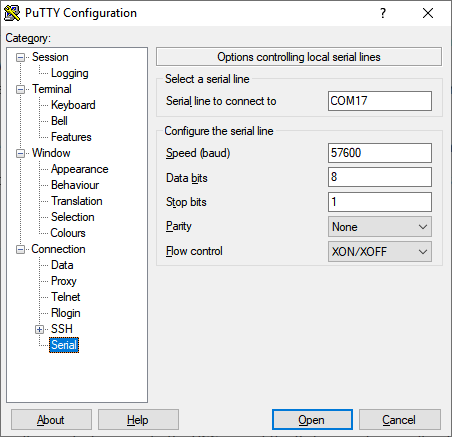 PuTTY Configuration
?
Category:
Session
Logging
Terminal
Keyboard
Bell
Features
Window
Appearance
Behaviour
Translation
Selection
Colours
Connection
Data
Proxy
Telnet
Rlogin
SSH
Serial
Options controlling local serial lines
Select a serial line
Serial line to connect to COM17
Configure the serial line
Speed (baud) 57600
Data bits 8
Stop bits 1
Parity None
Flow control XON/XOFF
About Help Open Cancel